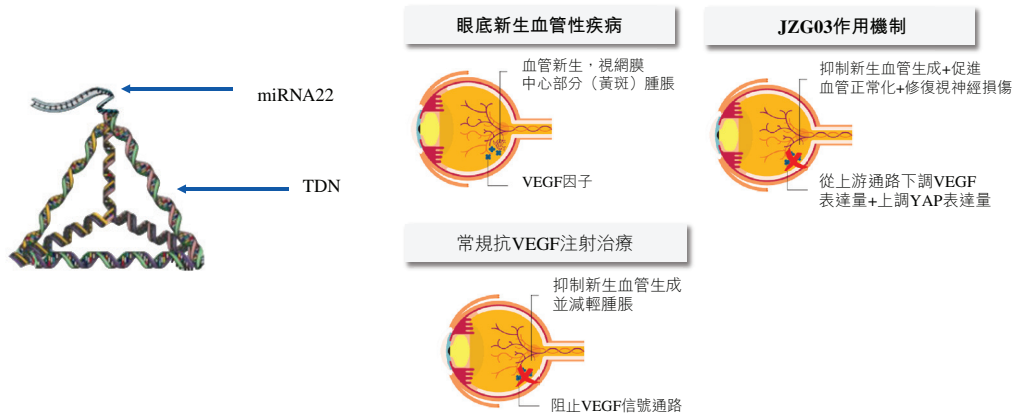 miRNA22
TDN
眼底新生血管性疾病
血管新生，視網膜
中心部分（黃斑）腫脹
VEGF因子
JZG03作用機制
抑制新生血管生成+促進
血管正常化+修復視神經損傷
從上游通路下調VEGF
表達量+上調YAP表達量
常規抗VEGF注射治療
抑制新生血管生成
並減輕腫脹
阻止VEGF信號通路